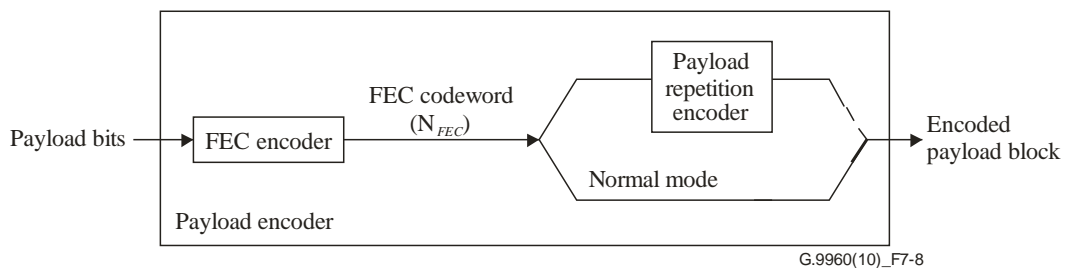 Payload bits
FEC encoder
FEC codeword
(N_FEC)
Payload
repetition
encoder
Normal mode
Encoded
payload block
Payload encoder
G.9960(10)_F7-8